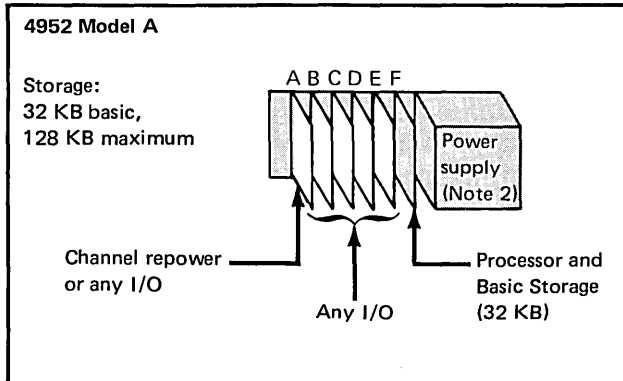 4952 Model A
Storage:
32 KB basic,
128 KB maximum
A B C D E F
Power
supply
(Note 2)
Channel repower
or any I/O
Any I/O
Processor and
Basic Storage
(32 KB)